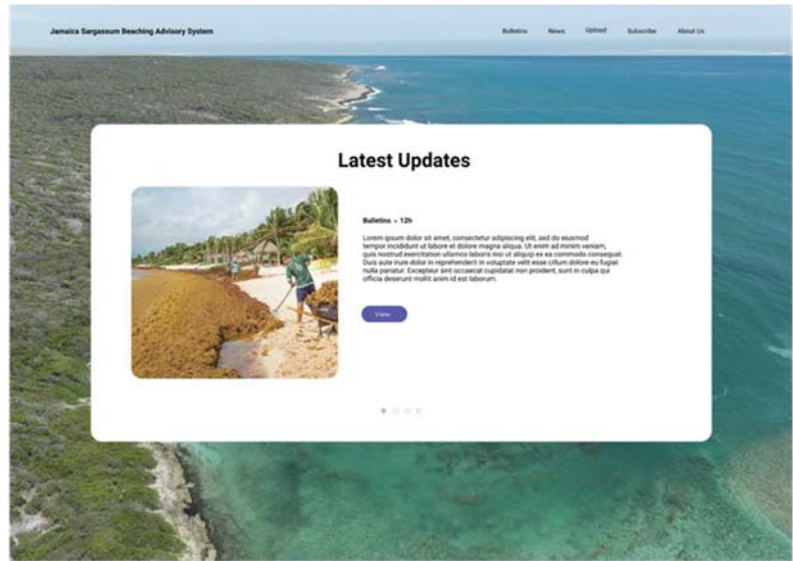 Jamaica Sargassum Beaching Advisory System
Bulletins
News
Upload
Subscribe
About Us
Latest Updates
Bulletins • 12h
Lorem ipsum dolor sit amet, consectetur adipiscing elit, sed do eiusmod
tempor incididunt ut labore et dolore magna aliqua. Ut enim ad minim veniam,
quis nostrud exercitation ullamco laboris nisi ut aliquip ex ea commodo consequat.
Duis aute irure dolor in reprehenderit in voluptate velit esse cillum dolore eu fugiat
nulla pariatur. Excepteur sint occaecat cupidatat non proident, sunt in culpa qui
officia deserunt mollit anim id est laborum.
View